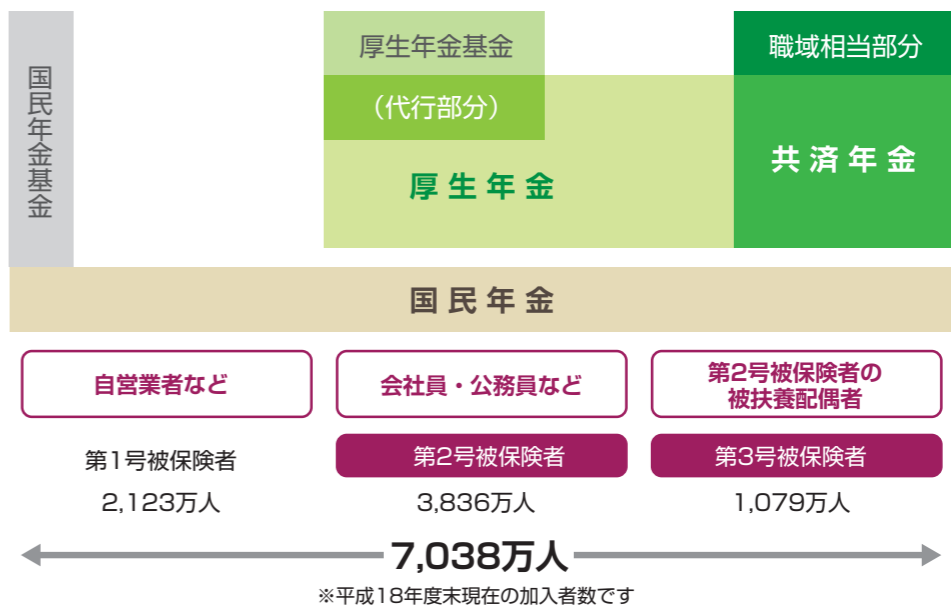 国民年金基金
厚生年金基金
(代行部分)
厚生年金
職域相当部分
共済年金
国民年金
自営業者など
会社員・公務員など
第2号被保険者の
被扶養配偶者
第1号被保険者
第2号被保険者
第3号被保険者
2,123万人
3,836万人
1,079万人
7,038万人
※平成18年度末現在の加入者数です